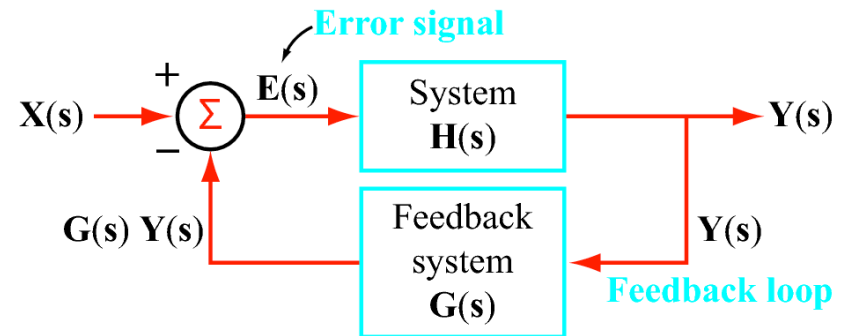 Error signal
+
E(s)
X(s)
Σ
−
System
H(s)
Y(s)
G(s) Y(s)
Feedback
system
G(s)
Y(s)
Feedback loop